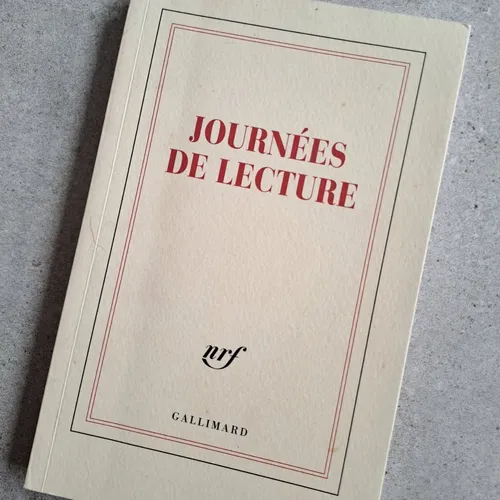 JOURNÉES
DE LECTURE
nrf
GALLIMARD